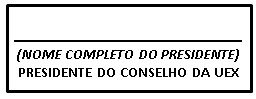 (NOME COMPLETO DO PRESIDENTE)
PRESIDENTE DO CONSELHO DA UEX